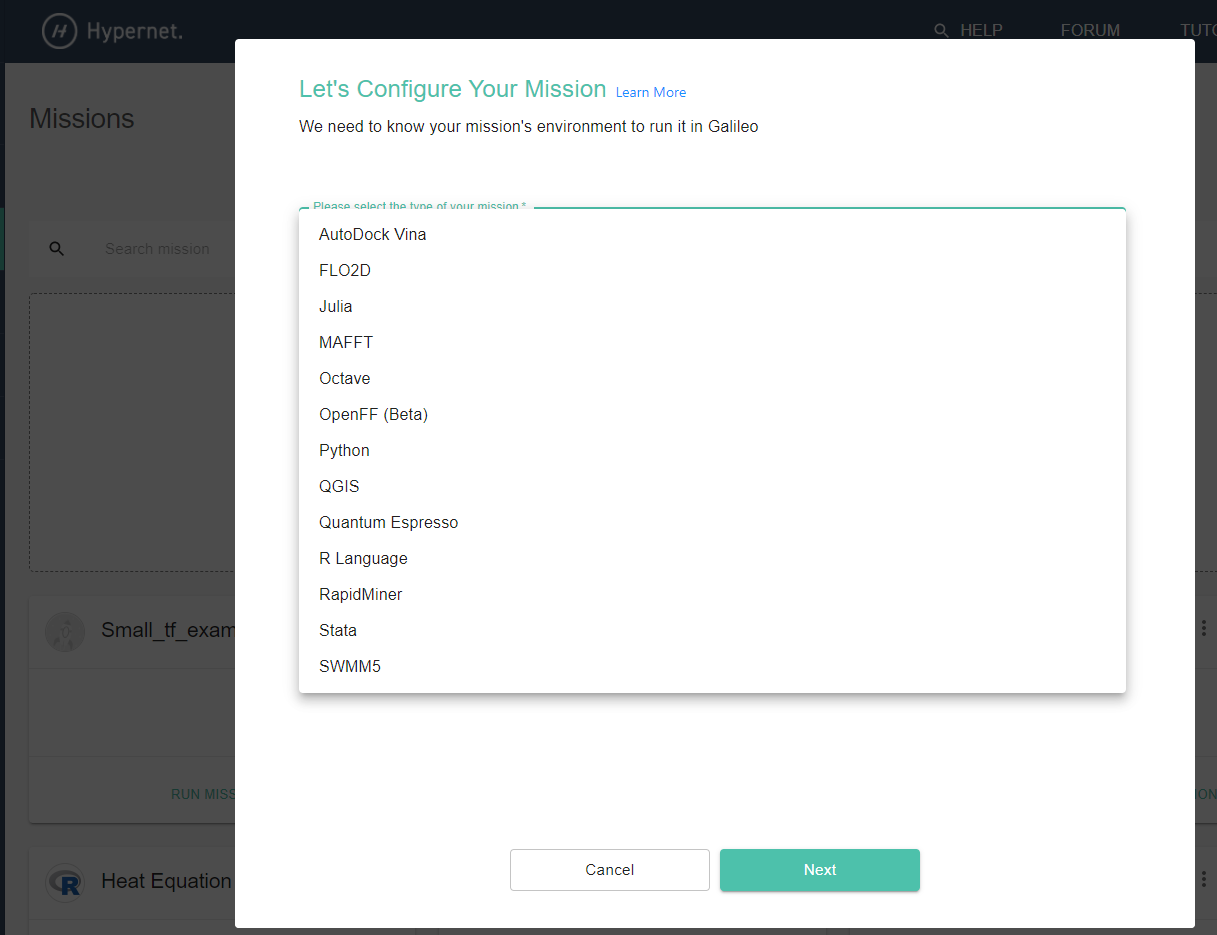 Hypernet.
HELP
FORUM
Let's Configure Your Mission Learn More
We need to know your mission's environment to run it in Galileo
Missions
Search mission
Please select the type of your mission *
AutoDock Vina
FLO2D
Julia
MAFFT
Octave
OpenFF (Beta)
Python
QGIS
Quantum Espresso
R Language
RapidMiner
Stata
SWMM5
Small_tf_exam
RUN MISS
Heat Equation
Cancel
Next